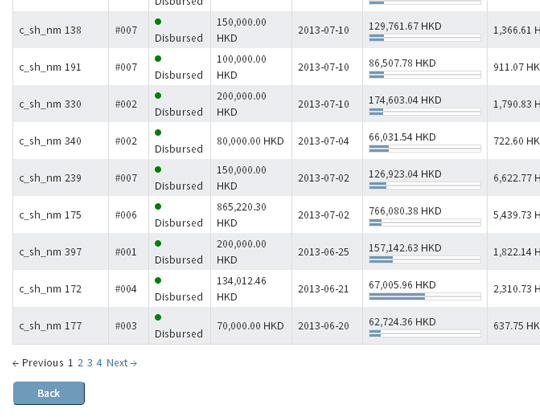 Disbursed HKD
c_sh_nm 138 #007 Disbursed 150,000.00 HKD 2013-07-10 129,761.67 HKD 1,366.61 H
c_sh_nm 191 #007 Disbursed 100,000.00 HKD 2013-07-10 86,507.78 HKD 911.07 HK
c_sh_nm 330 #002 Disbursed 200,000.00 HKD 2013-07-10 174,603.04 HKD 1,790.83 H
c_sh_nm 340 #002 Disbursed 80,000.00 HKD 2013-07-04 66,031.54 HKD 722.60 HK
c_sh_nm 239 #007 Disbursed 150,000.00 HKD 2013-07-02 126,923.04 HKD 6,622.77 H
c_sh_nm 175 #006 Disbursed 865,220.30 HKD 2013-07-02 766,080.38 HKD 5,439.73 H
c_sh_nm 397 #001 Disbursed 200,000.00 HKD 2013-06-25 157,142.63 HKD 1,822.14 H
c_sh_nm 172 #004 Disbursed 134,012.46 HKD 2013-06-21 67,005.96 HKD 2,310.73 H
c_sh_nm 177 #003 Disbursed 70,000.00 HKD 2013-06-20 62,724.36 HKD 637.75 HK
← Previous 1 2 3 4 Next →
Back